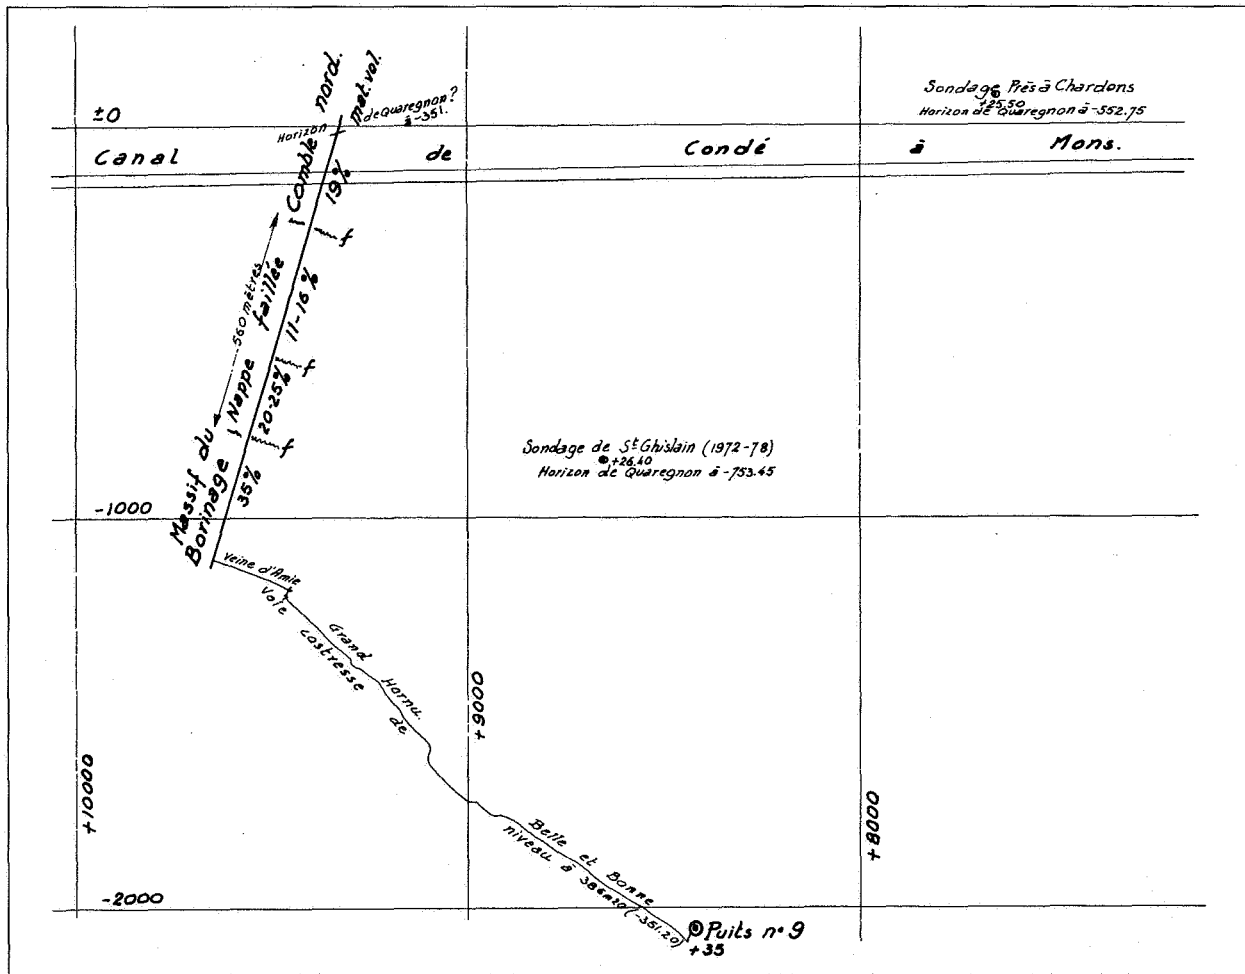 Sondage Près à Chardons
+25,50
Horizon de Quaregnon à -552.75
±0
Horizon de Quaregnon?
à -351.
Canal de Condé à Mons.
Comble nord.
mat. vol.
19%
f
560 mètres
Nappe faillée
11-16%
f
20-25%
f
Massif du
Borinage
35%
Sondage de St Ghislain (1972-78)
+26.40
Horizon de Quaregnon à -753.45
-1000
Veine d'Amie
Grand Hornu.
Voie costresse de
Belle et Bonne
niveau à 386m20 (-351.20)
+10000
+9000
+8000
-2000
Puits n° 9
+35